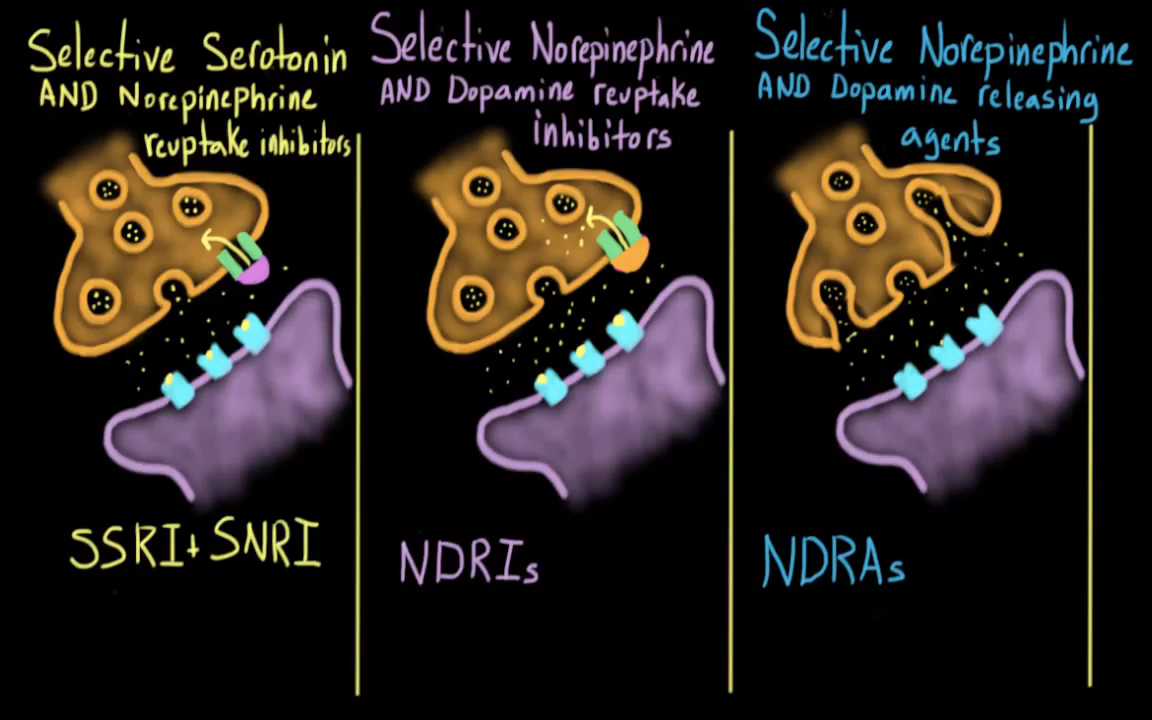 Selective Serotonin
AND Norepinephrine
reuptake inhibitors
SSRI+ SNRI
Selective Norepinephrine
AND Dopamine reuptake
inhibitors
NDRIs
Selective Norepinephrine
AND Dopamine releasing
agents
NDRAs